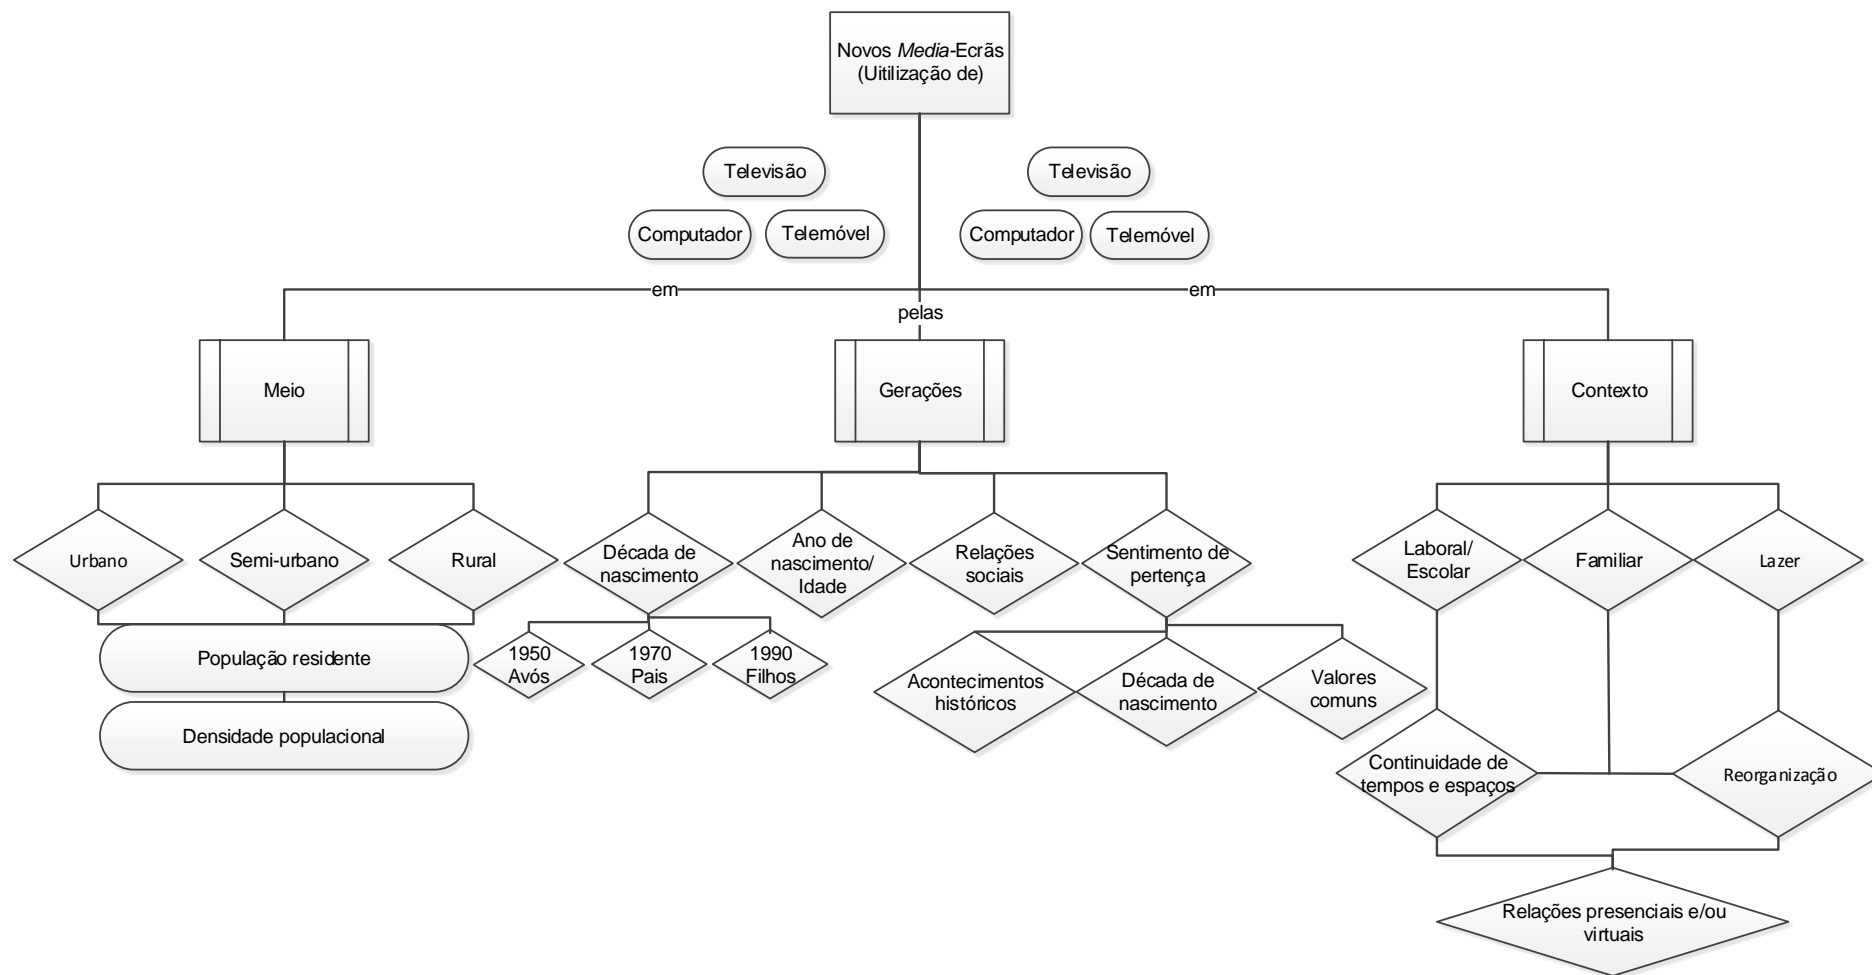 Novos Media-Ecrãs
(Uitilização de)
Televisão
Televisão
Computador
Telemóvel
Computador
Telemóvel
em
em
pelas
Meio
Gerações
Contexto
Urbano
Semi-urbano
Rural
Década de
nascimento
Ano de
nascimento/
Idade
Relações
sociais
Sentimento de
pertença
Laboral/
Escolar
Familiar
Lazer
População residente
Densidade populacional
1950
Avós
1970
Pais
1990
Filhos
Acontecimentos
históricos
Década de
nascimento
Valores
comuns
Continuidade de
tempos e espaços
Reorganização
Relações presenciais e/ou
virtuais